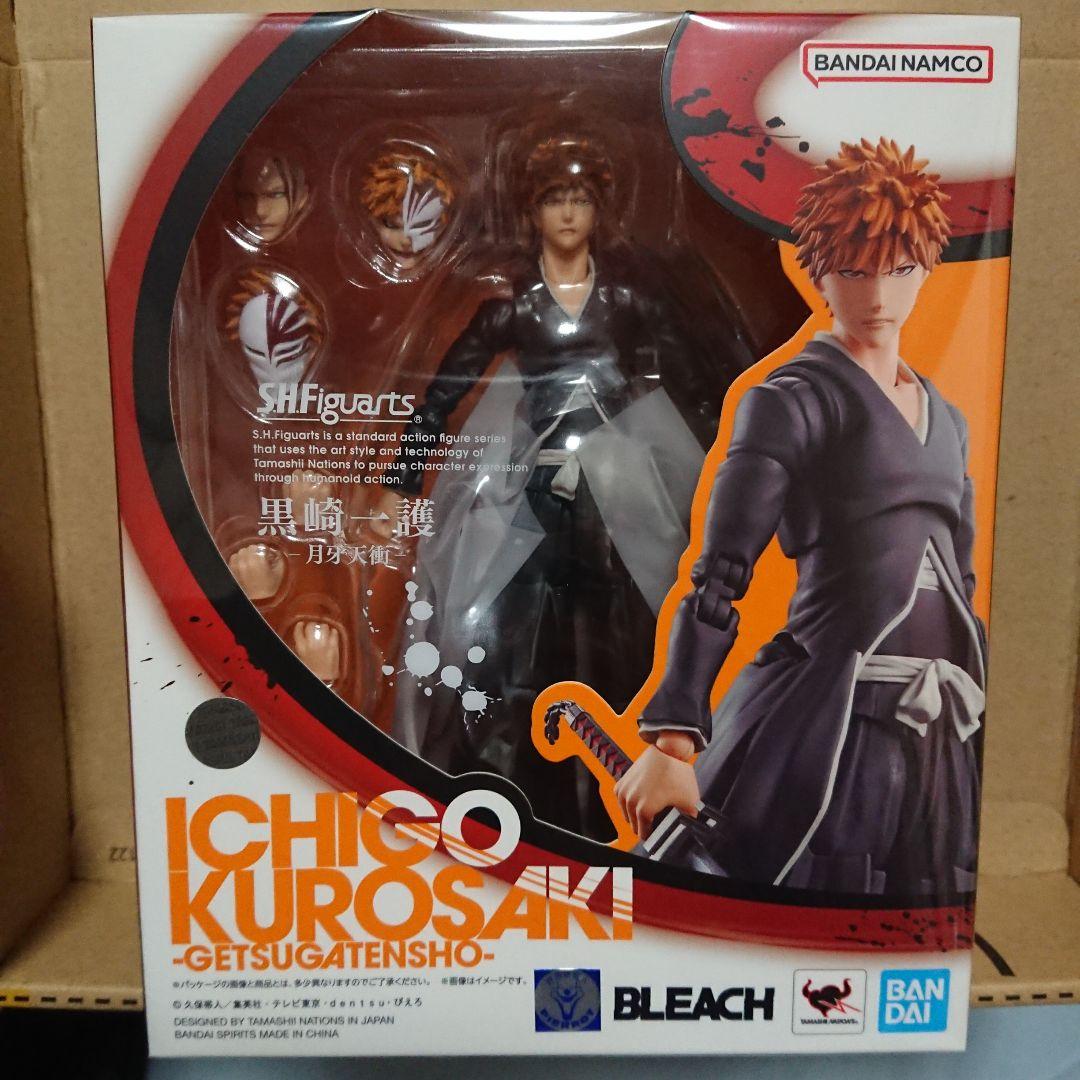 BANDAI NAMCO
S.H.Figuarts®
S.H.Figuarts is a standard action figure series
that uses the art style and technology of
Tamashii Nations to pursue character expression
through humanoid action.
黒崎一護
－月牙天衝－
ICHIGO
KUROSAKI
-GETSUGATENSHO-
※パッケージの画像と商品とは、多少異なりますのでご了承ください。 ※画像はイメージです。
© 久保帯人／集英社・テレビ東京・dentsu・ぴえろ
DESIGNED BY TAMASHII NATIONS IN JAPAN
BANDAI SPIRITS MADE IN CHINA
PIERROT
BLEACH
TAMASHII NATIONS
BAN
DAI